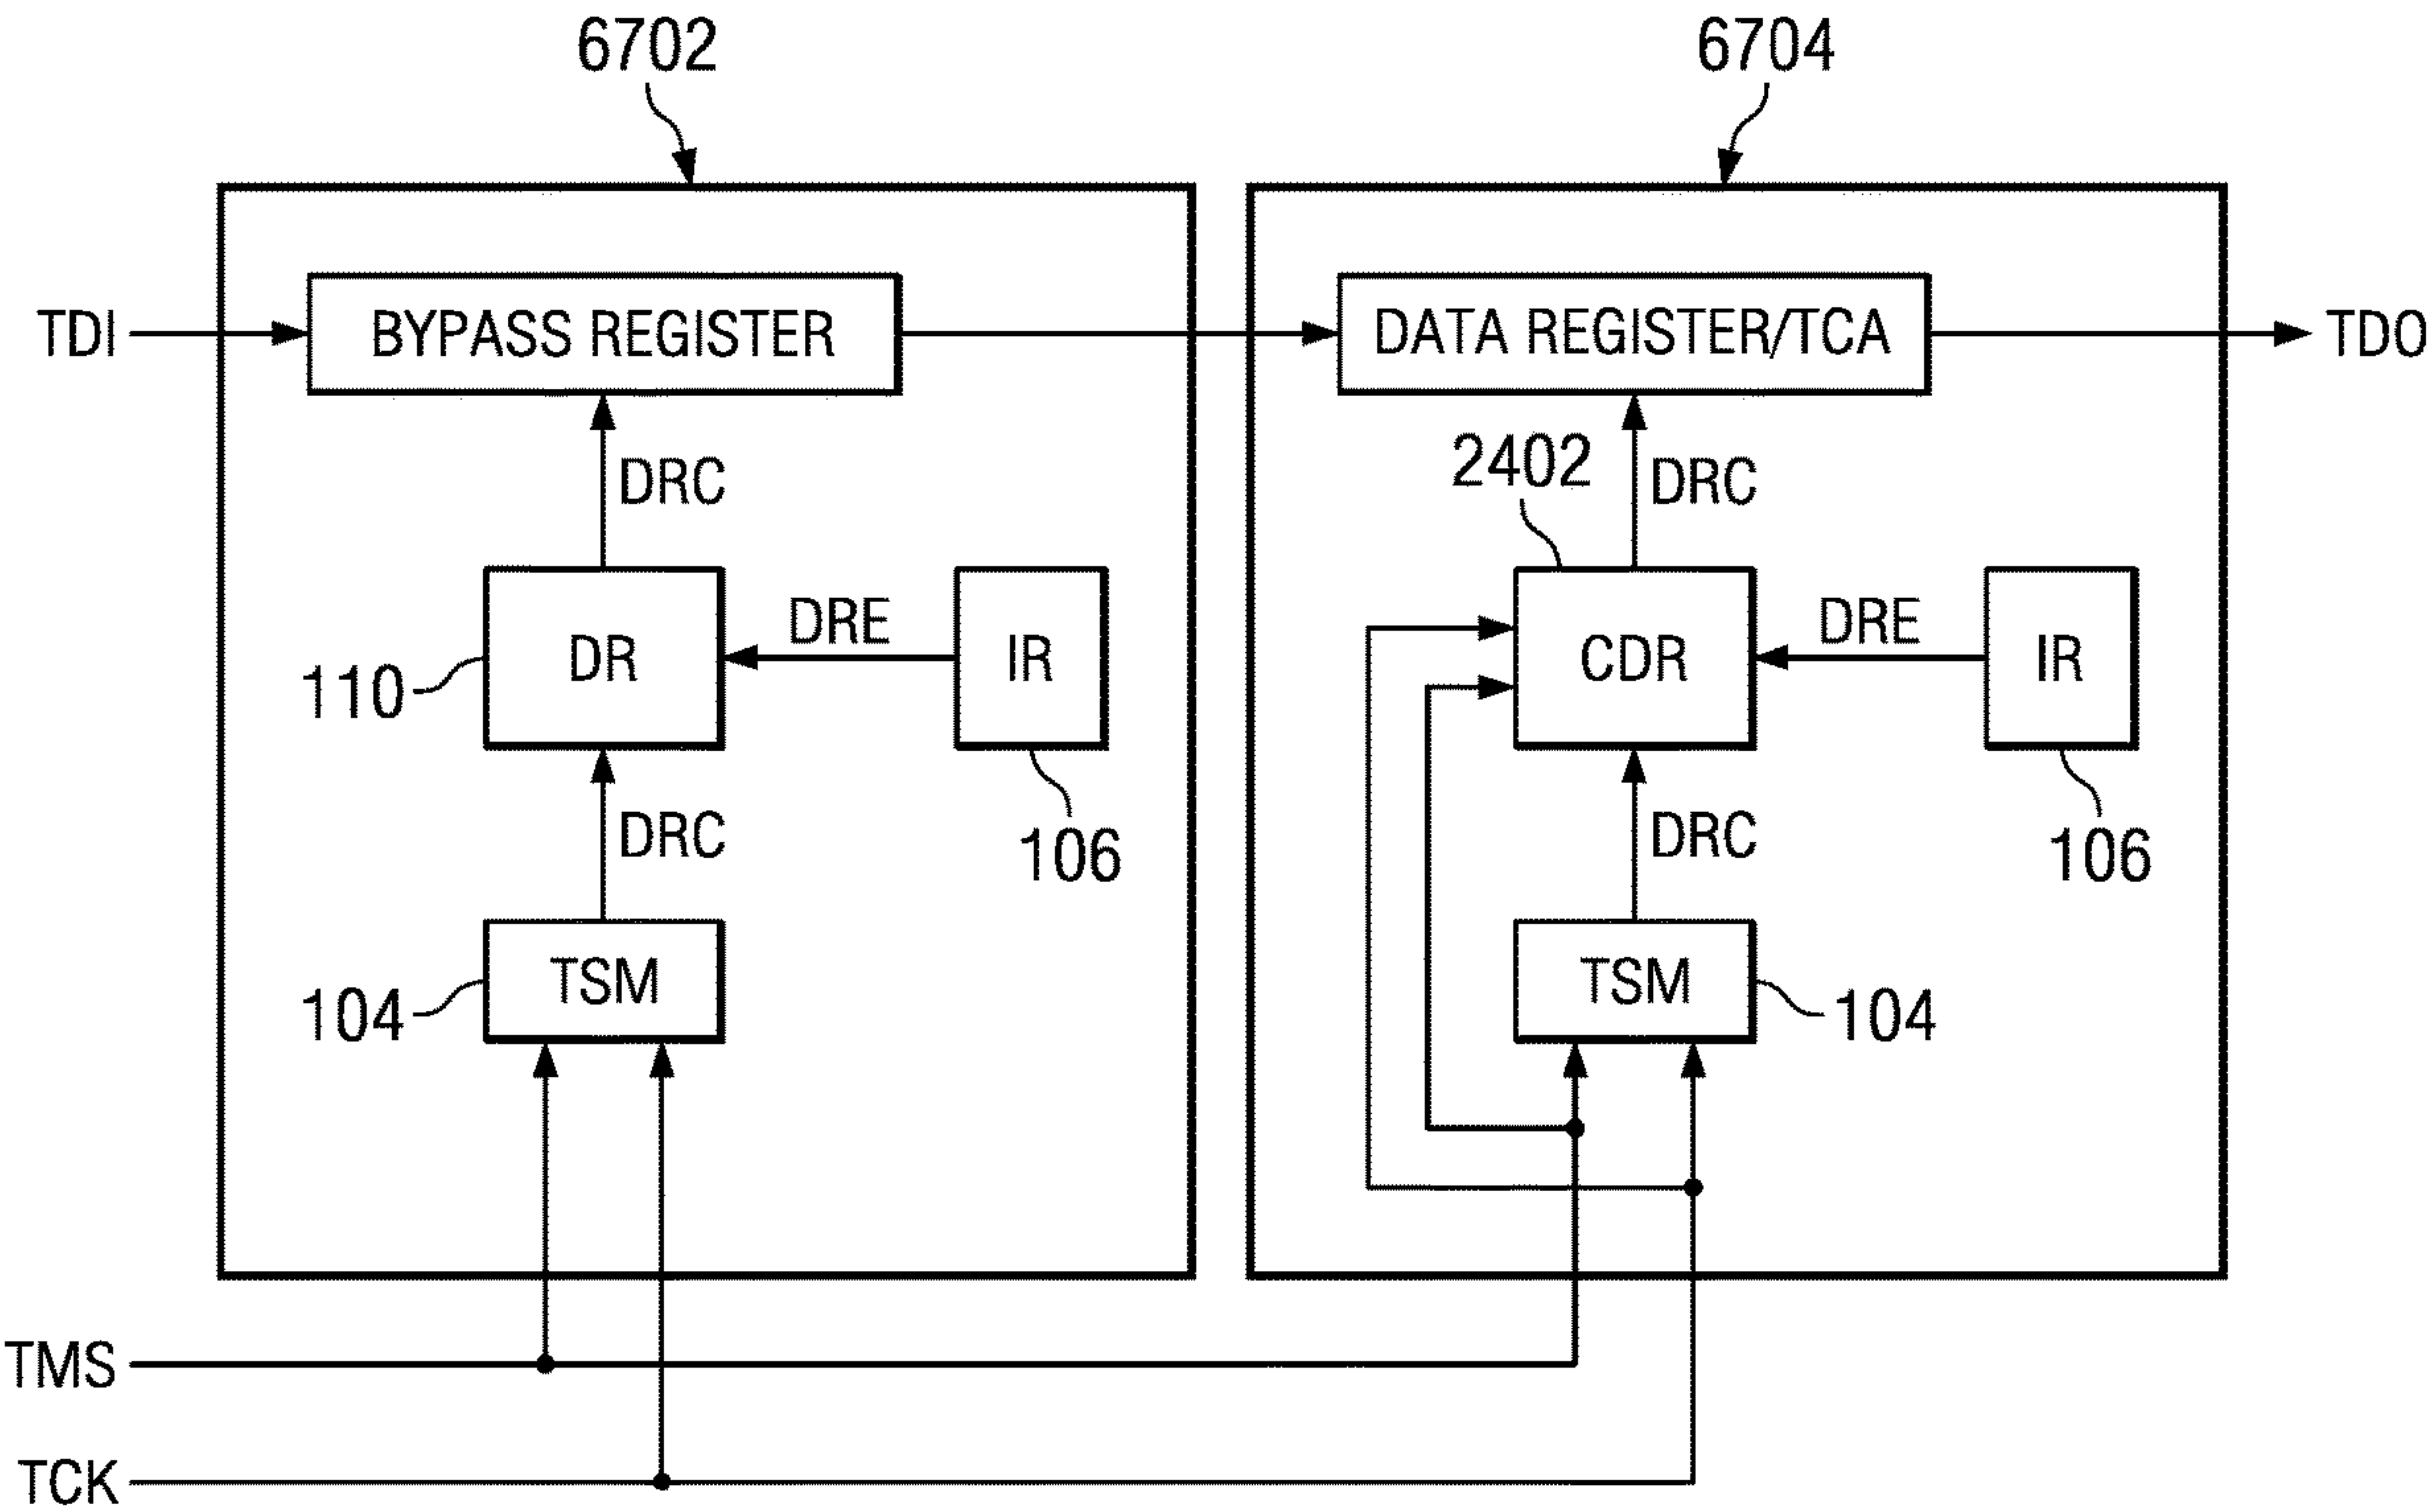 6702
6704
TDI
BYPASS REGISTER
DATA REGISTER/TCA
TDO
DRC
2402
DRC
DRE
DRE
DR
IR
CDR
IR
110
DRC
DRC
106
106
TSM
TSM
104
104
TMS
TCK